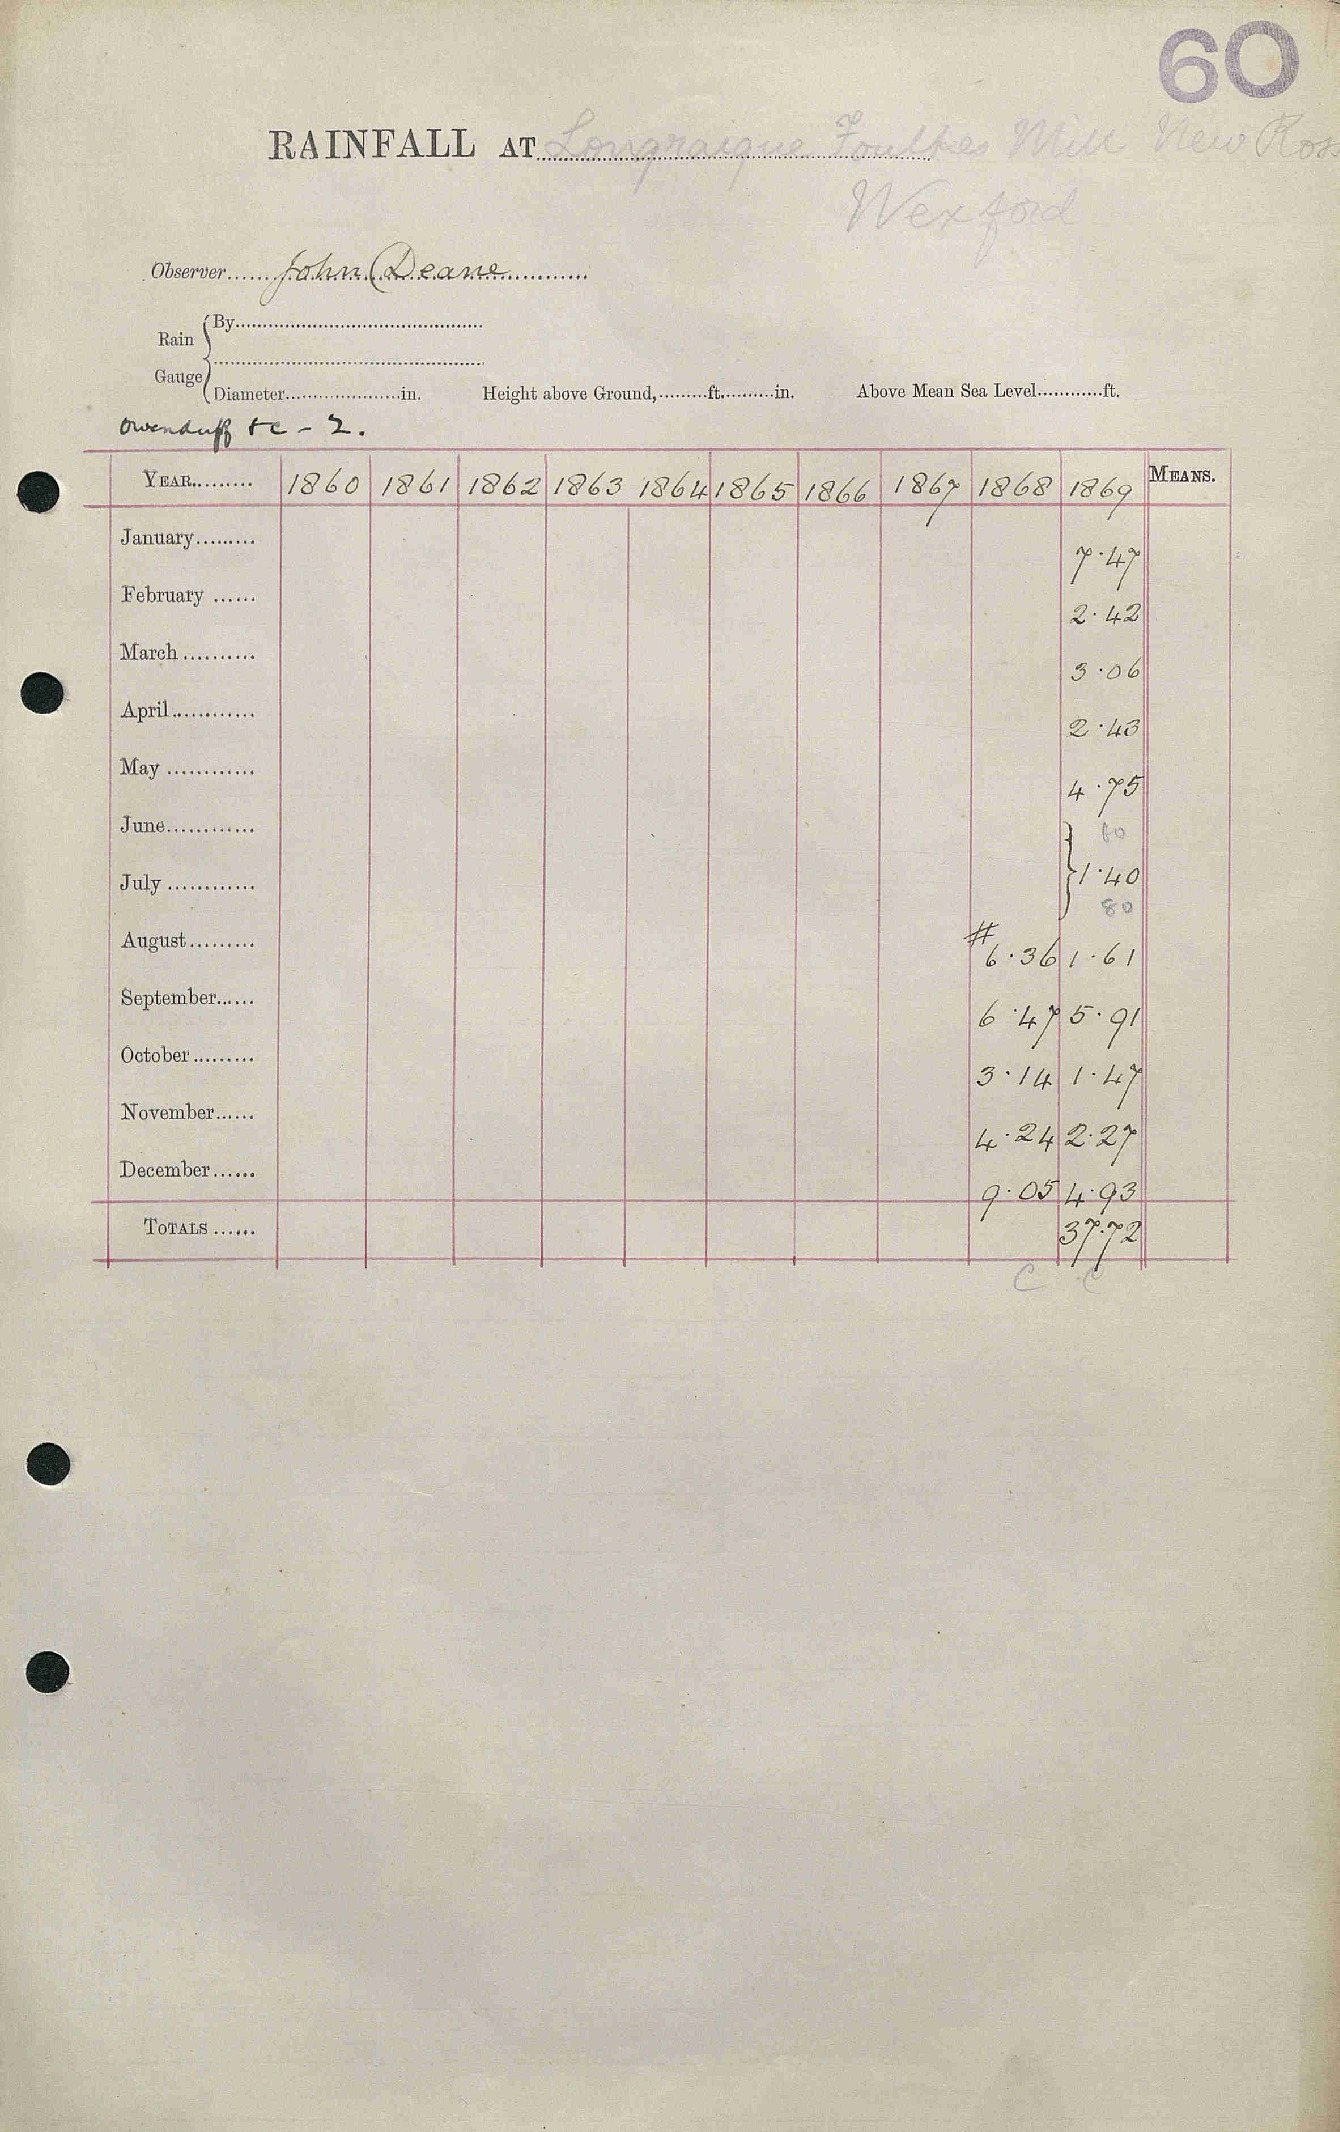 60
RAINFALL AT Longraigue Foulkes Mill New Ross
Wexford
Observer...... John Deane ............
Rain Gauge { By............................................
................................................
Diameter.....................in. Height above Ground,.........ft..........in. Above Mean Sea Level............ft.
Owenduff &c - 2.
YEAR......... 1860 1861 1862 1863 1864 1865 1866 1867 1868 1869 MEANS.
January......... 7.47
February ...... 2.42
March.......... 3.06
April............ 2.43
May ............ 4.75
June............ 60
July ............ } 1.40
80
August......... # 6.36 1.61
September...... 6.47 5.91
October......... 3.14 1.47
November...... 4.24 2.27
December...... 9.05 4.93
TOTALS ...... 37.72
C C